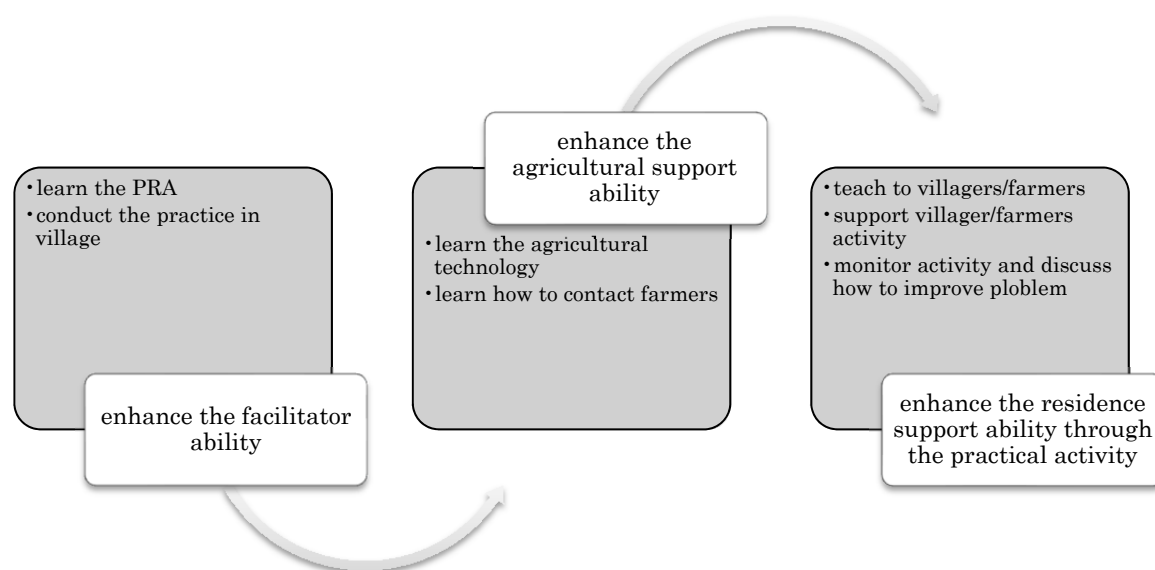 ・learn the PRA
・conduct the practice in
village
enhance the facilitator
ability
enhance the
agricultural support
ability
・learn the agricultural
technology
・learn how to contact farmers
・teach to villagers/farmers
・support villager/farmers
activity
・monitor activity and discuss
how to improve ploblem
enhance the residence
support ability through
the practical activity